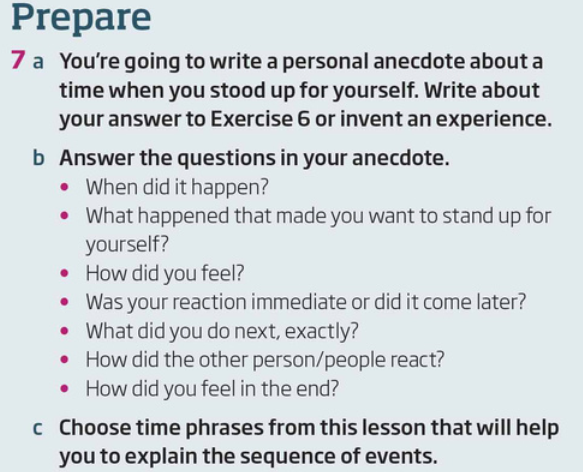 Prepare
7 a You're going to write a personal anecdote about a
time when you stood up for yourself. Write about
your answer to Exercise 6 or invent an experience.
b Answer the questions in your anecdote.
• When did it happen?
• What happened that made you want to stand up for
yourself?
• How did you feel?
• Was your reaction immediate or did it come later?
• What did you do next, exactly?
• How did the other person/people react?
• How did you feel in the end?
c Choose time phrases from this lesson that will help
you to explain the sequence of events.